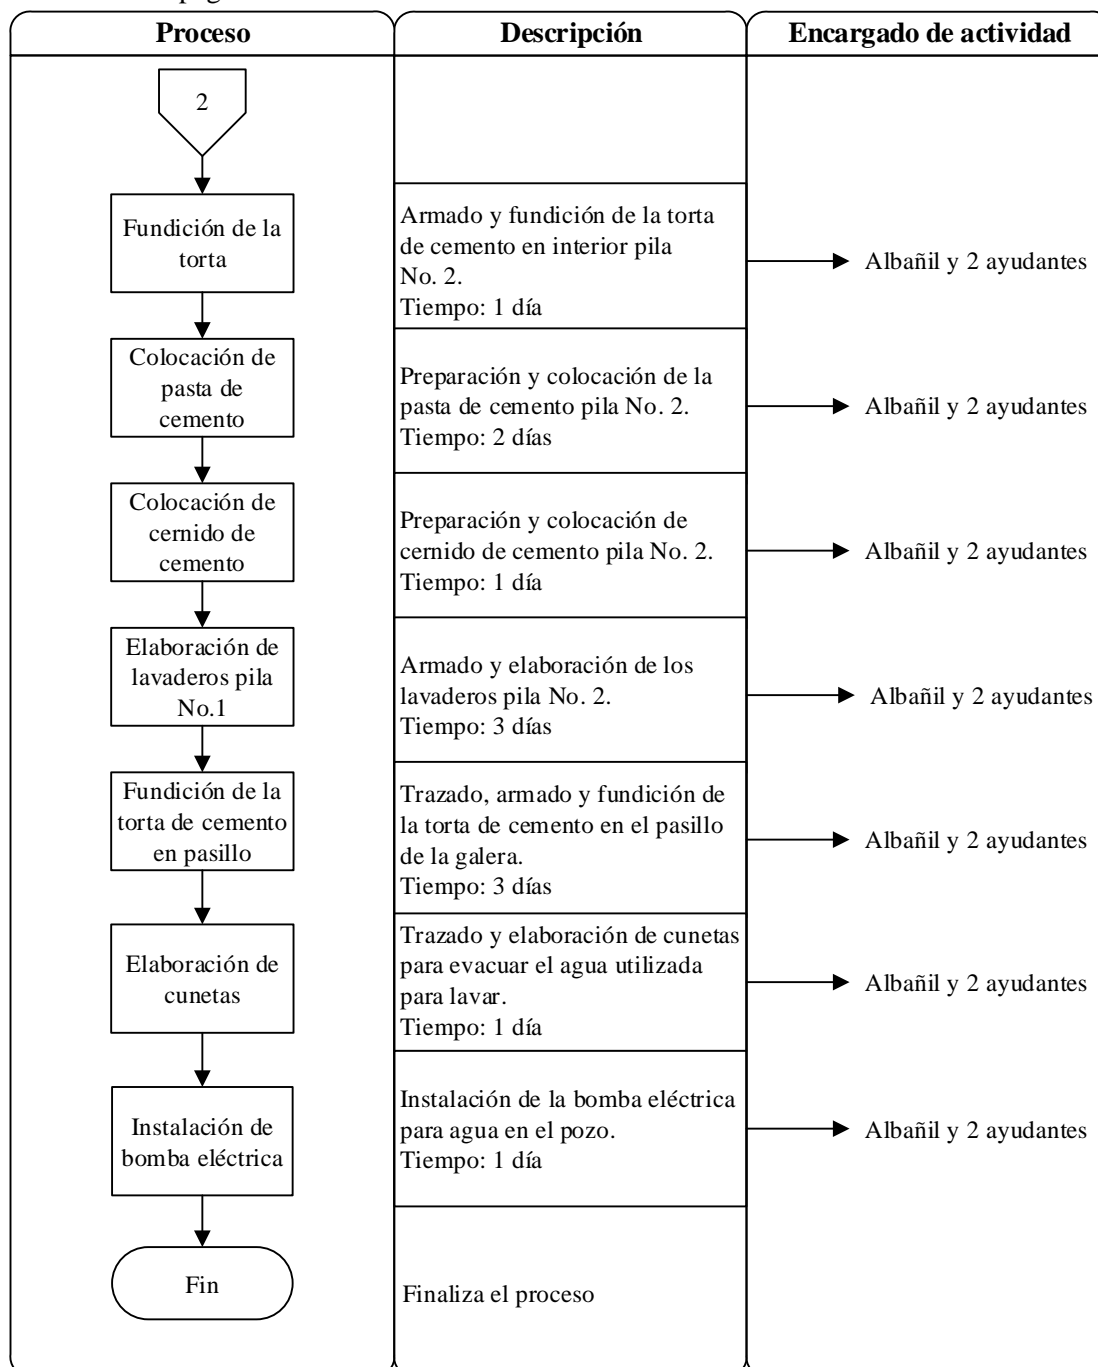 Proceso
Descripción
Encargado de actividad
2
Fundición de la
torta
Armado y fundición de la torta
de cemento en interior pila
No. 2.
Tiempo: 1 día
Albañil y 2 ayudantes
Colocación de
pasta de
cemento
Preparación y colocación de la
pasta de cemento pila No. 2.
Tiempo: 2 días
Albañil y 2 ayudantes
Colocación de
cernido de
cemento
Preparación y colocación de
cernido de cemento pila No. 2.
Tiempo: 1 día
Albañil y 2 ayudantes
Elaboración de
lavaderos pila
No.1
Armado y elaboración de los
lavaderos pila No. 2.
Tiempo: 3 días
Albañil y 2 ayudantes
Fundición de la
torta de cemento
en pasillo
Trazado, armado y fundición de
la torta de cemento en el pasillo
de la galera.
Tiempo: 3 días
Albañil y 2 ayudantes
Elaboración de
cunetas
Trazado y elaboración de cunetas
para evacuar el agua utilizada
para lavar.
Tiempo: 1 día
Albañil y 2 ayudantes
Instalación de
bomba eléctrica
Instalación de la bomba eléctrica
para agua en el pozo.
Tiempo: 1 día
Albañil y 2 ayudantes
Fin
Finaliza el proceso